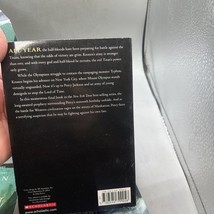 ALL YEAR the half-bloods have been preparing for battle against the
Titans, knowing that the odds of victory are grim. Kronos's army is stronger
than ever, and with every god and half-blood he recruits, the evil Titan's power
only grows.
While the Olympians struggle to contain the rampaging monster Typhon,
Kronos begins his advance on New York City, where Mount Olympus stands
virtually unguarded. Now it's up to Percy Jackson and an army of young
demigods to stop the Lord of Time.
In this momentous final book in the New York Times best-selling series, the
long-awaited prophecy surrounding Percy's sixteenth birthday unfolds. And as
the battle for Western civilization rages on the streets of Manhattan, Percy faces
a terrifying suspicion that he may be fighting against his own fate.
SCHOLASTIC
www.scholastic.com